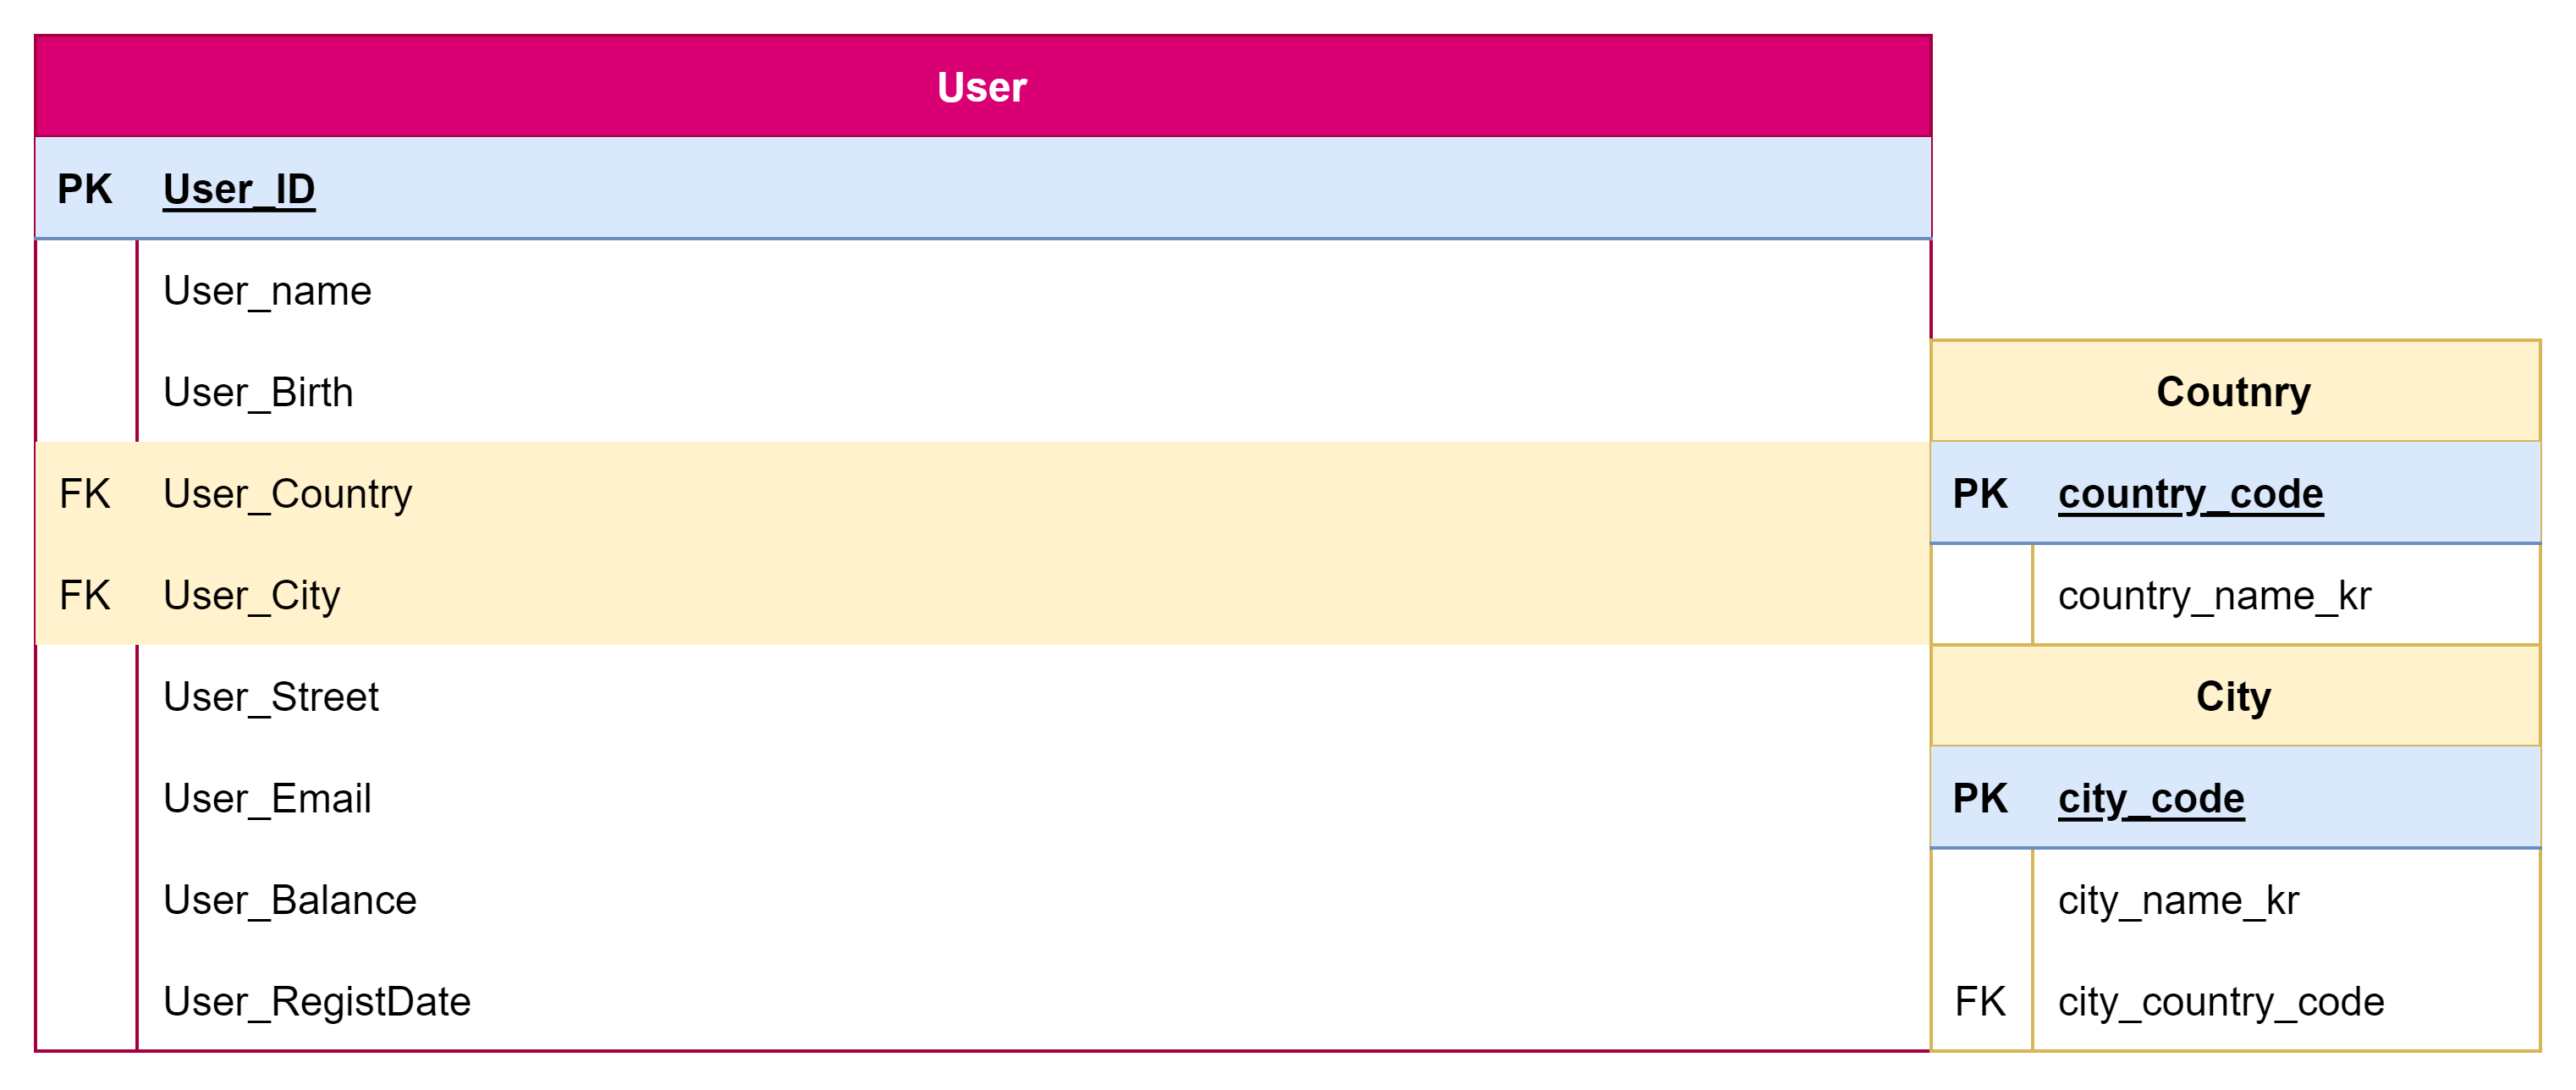 User
PK User_ID
User_name
User_Birth
FK User_Country
FK User_City
User_Street
User_Email
User_Balance
User_RegistDate
Coutnry
PK country_code
country_name_kr
City
PK city_code
city_name_kr
FK city_country_code